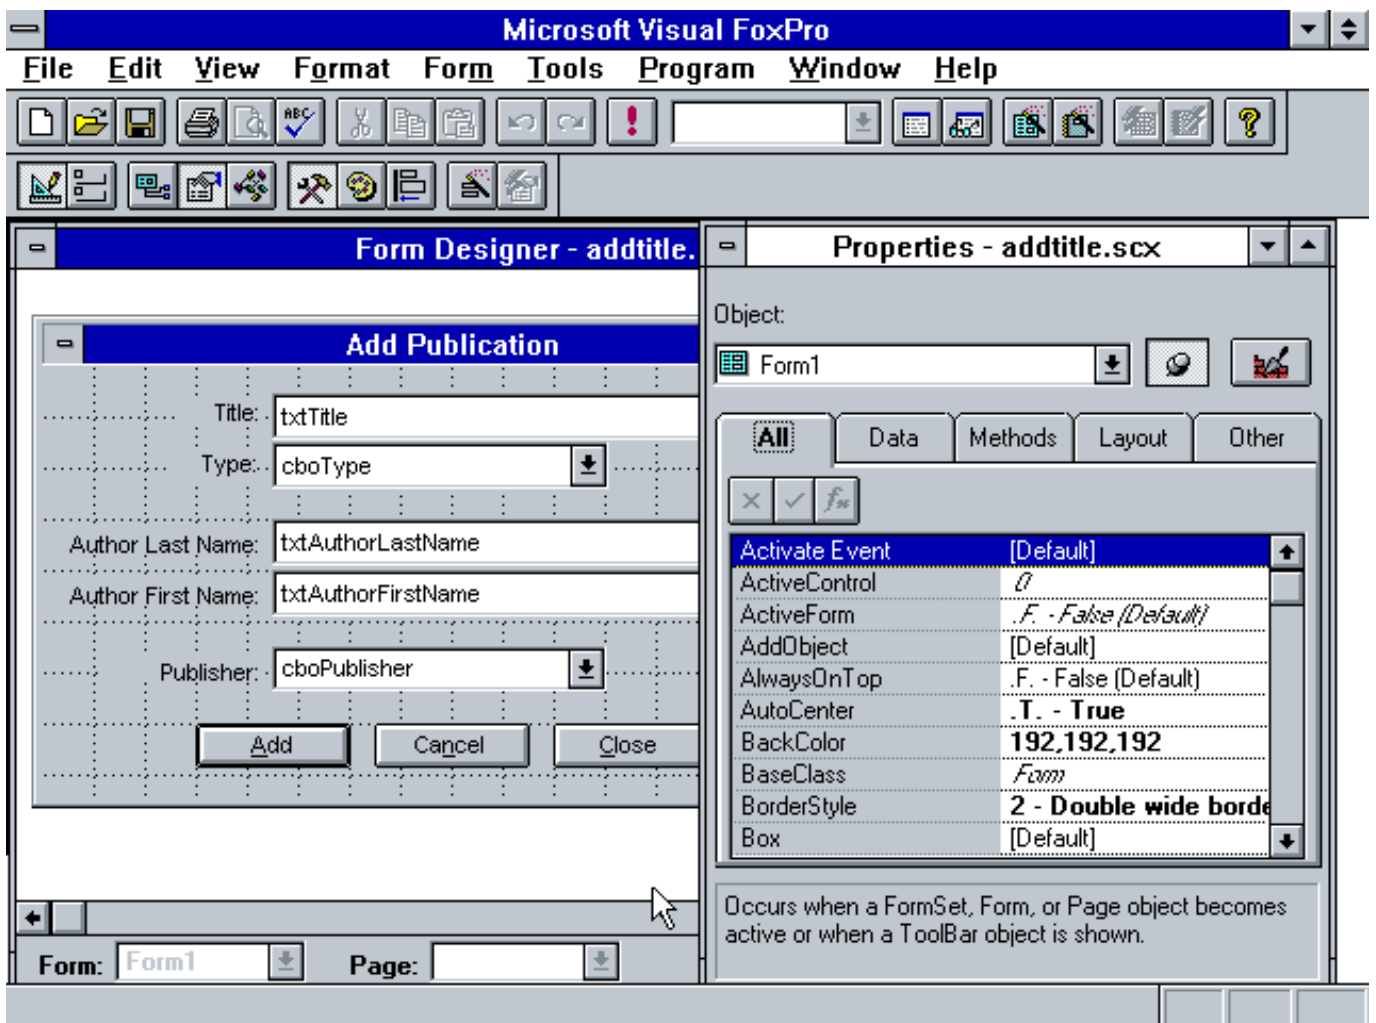 Microsoft Visual FoxPro
File Edit View Format Form Tools Program Window Help
ABC
Form Designer - addtitle.
Add Publication
Title: txtTitle
Type: cboType
Author Last Name: txtAuthorLastName
Author First Name: txtAuthorFirstName
Publisher: cboPublisher
Add Cancel Close
Form: Form1 Page:
Properties - addtitle.scx
Object:
Form1
All Data Methods Layout Other
Activate Event [Default]
ActiveControl 0
ActiveForm .F. - False (Default)
AddObject [Default]
AlwaysOnTop .F. - False (Default)
AutoCenter .T. - True
BackColor 192,192,192
BaseClass Form
BorderStyle 2 - Double wide borde
Box [Default]
Occurs when a FormSet, Form, or Page object becomes
active or when a ToolBar object is shown.